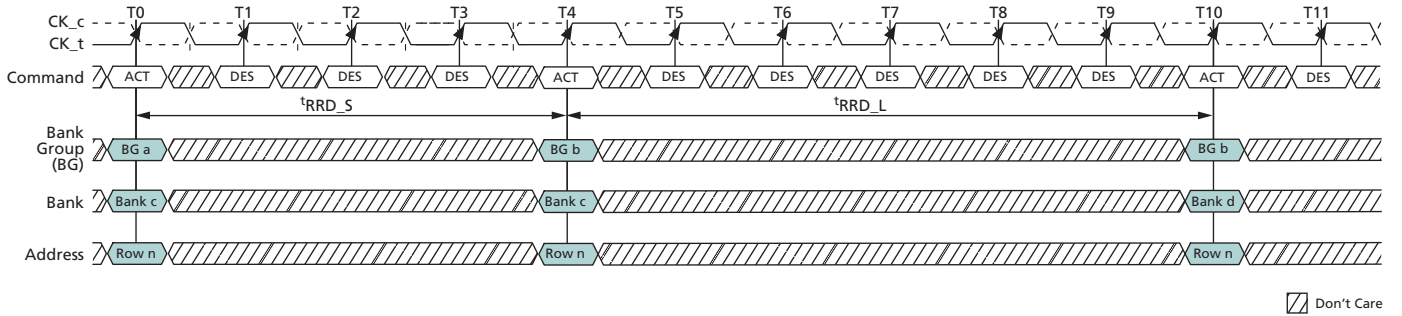 T0 T1 T2 T3 T4 T5 T6 T7 T8 T9 T10 T11
CK_c
CK_t
Command ACT DES DES DES ACT DES DES DES DES DES ACT DES
tRRD_S tRRD_L
Bank
Group
(BG)
BG a BG b BG b
Bank Bank c Bank c Bank d
Address Row n Row n Row n
Don't Care